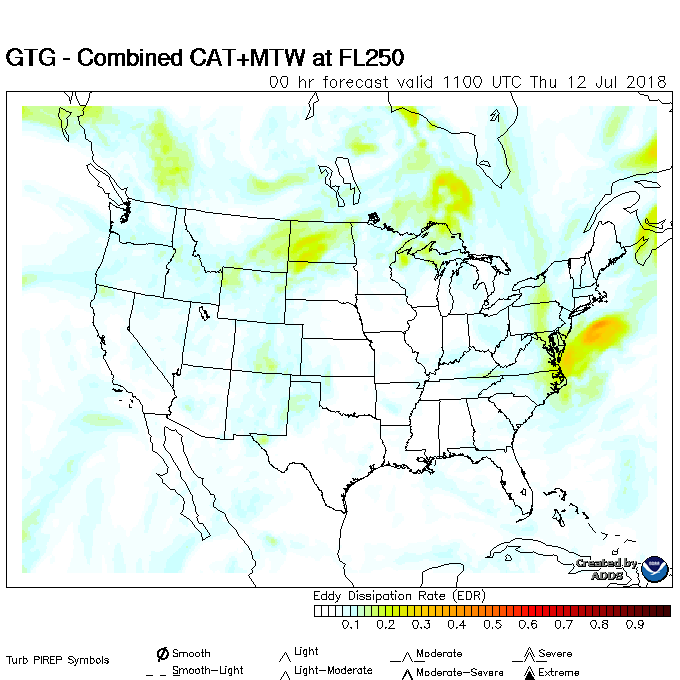 GTG - Combined CAT+MTW at FL250
00 hr forecast valid 1100 UTC Thu 12 Jul 2018
Created by
ADDS
Eddy Dissipation Rate (EDR)
0.1 0.2 0.3 0.4 0.5 0.6 0.7 0.8 0.9
Turb PIREP Symbols
Smooth Light Moderate Severe
Smooth-Light Light-Moderate Moderate-Severe Extreme